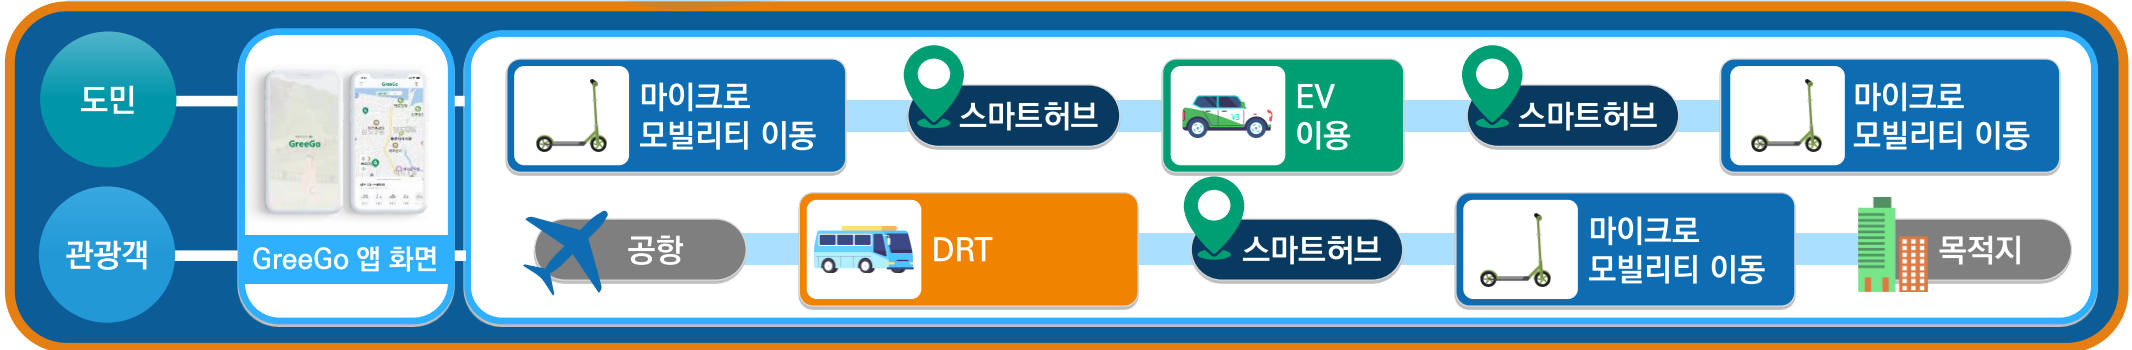 도민
관광객
GreeGo
GreeGo
GreeGo 앱 화면
마이크로
모빌리티 이동
스마트허브
V3
EV
이용
스마트허브
마이크로
모빌리티 이동
공항
DRT
스마트허브
마이크로
모빌리티 이동
목적지